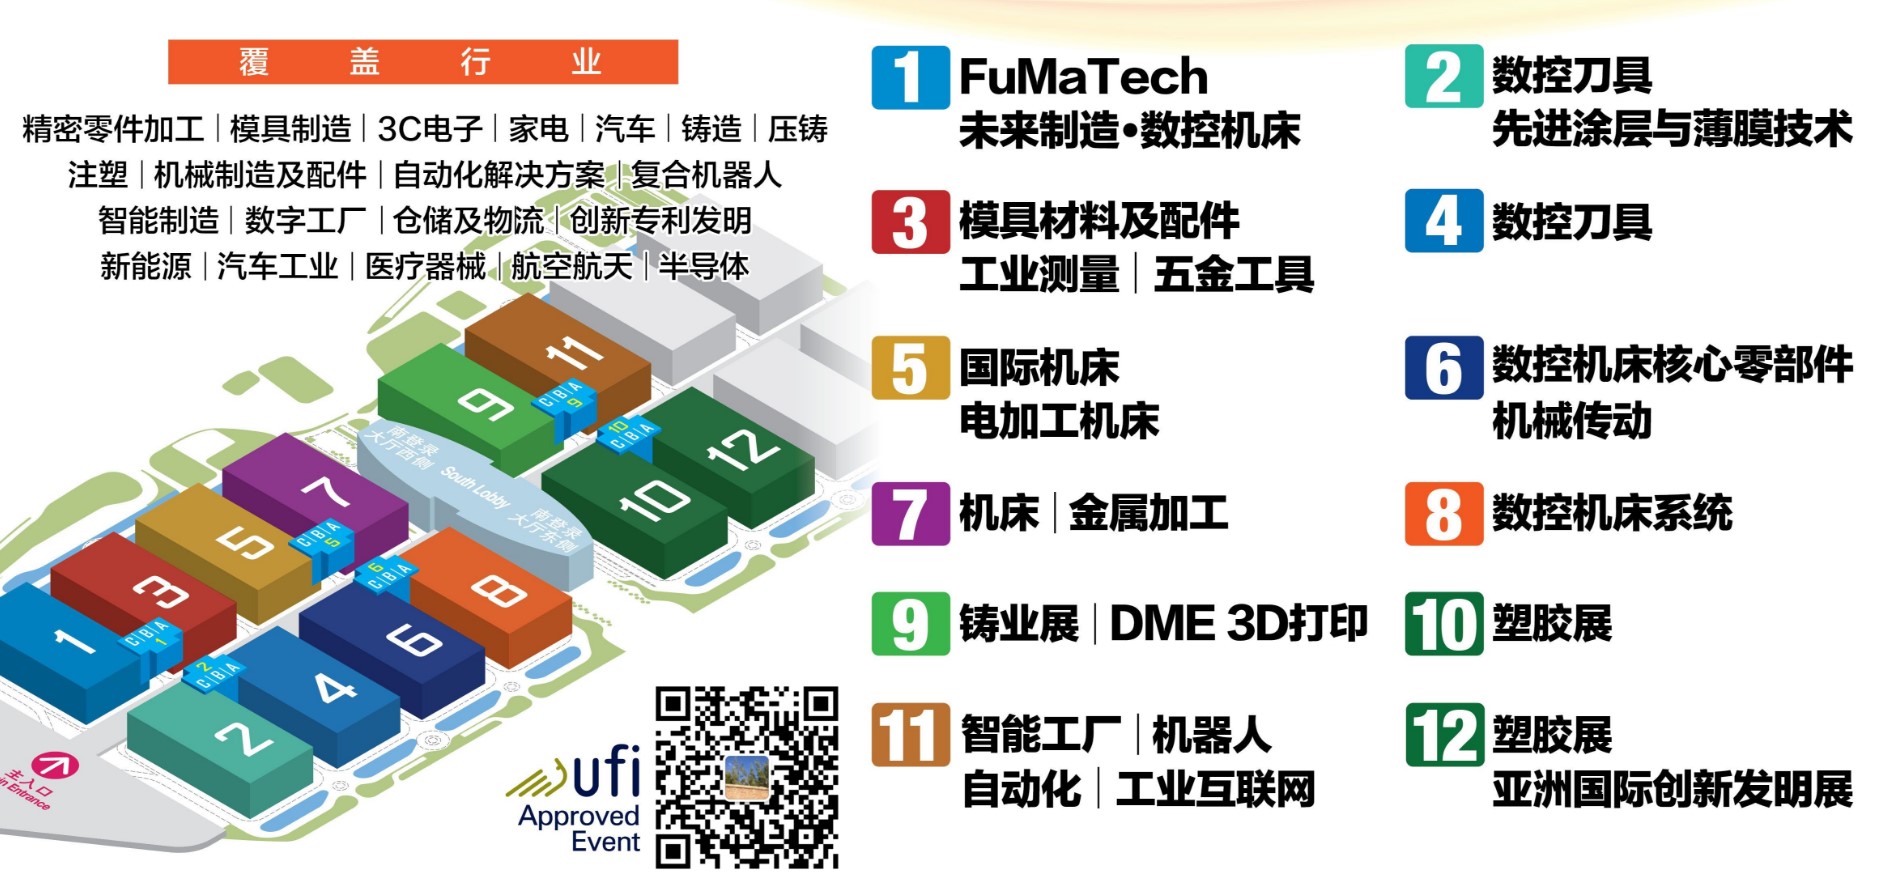 覆盖行业
精密零件加工|模具制造|3C电子|家电|汽车|铸造|压铸
注塑|机械制造及配件|自动化解决方案|复合机器人
智能制造|数字工厂|仓储及物流|创新专利发明
新能源|汽车工业|医疗器械|航空航天|半导体
11
9
C|B|A
9
10
C|B|A
12
10
南登录
大厅西侧
South Lobby
南登录
大厅东侧
7
5
C|B|A
5
6
C|B|A
8
3
6
1
C|B|A
1
2
C|B|A
4
2
主入口
in Entrance
ufi
Approved
Event
1
FuMaTech
未来制造•数控机床
2
数控刀具
先进涂层与薄膜技术
3
模具材料及配件
工业测量|五金工具
4
数控刀具
5
国际机床
电加工机床
6
数控机床核心零部件
机械传动
7
机床|金属加工
8
数控机床系统
9
铸业展|DME 3D打印
10
塑胶展
11
智能工厂|机器人
自动化|工业互联网
12
塑胶展
亚洲国际创新发明展